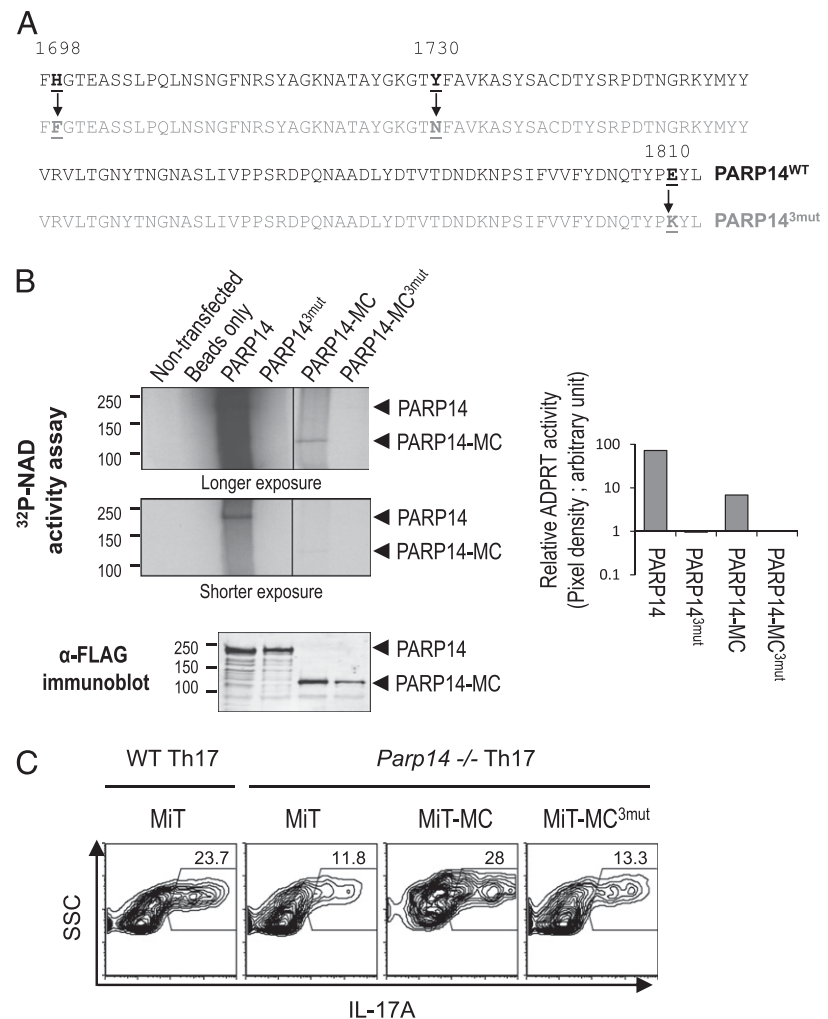 A
1698 1730
FHGTEASSLPQLNSNGFNRSYAGKNATAYGKGTYFAVKASYSACDTYSRPDTNGRKYMYY
FFGTEASSLPQLNSNGFNRSYAGKNATAYGKGTNFAVKASYSACDTYSRPDTNGRKYMYY
1810
VRVLTGNYTNGNASLIVPPSRDPQNAADLYDTVTDNDKNPSIFVVFYDNQTYPEYL PARP14WT
VRVLTGNYTNGNASLIVPPSRDPQNAADLYDTVTDNDKNPSIFVVFYDNQTYPKYL PARP143mut
B
Non-transfected
Beads only
PARP14
PARP143mut
PARP14-MC
PARP14-MC3mut
32P-NAD
activity assay
250
150
100
PARP14
PARP14-MC
Longer exposure
250
150
100
PARP14
PARP14-MC
Shorter exposure
α-FLAG
immunoblot
250
150
100
PARP14
PARP14-MC
Relative ADPRT activity
(Pixel density ; arbitrary unit)
100
10
1
0.1
PARP14
PARP143mut
PARP14-MC
PARP14-MC3mut
C
WT Th17 Parp14 -/- Th17
MiT MiT MiT-MC MiT-MC3mut
23.7 11.8 28 13.3
SSC
IL-17A